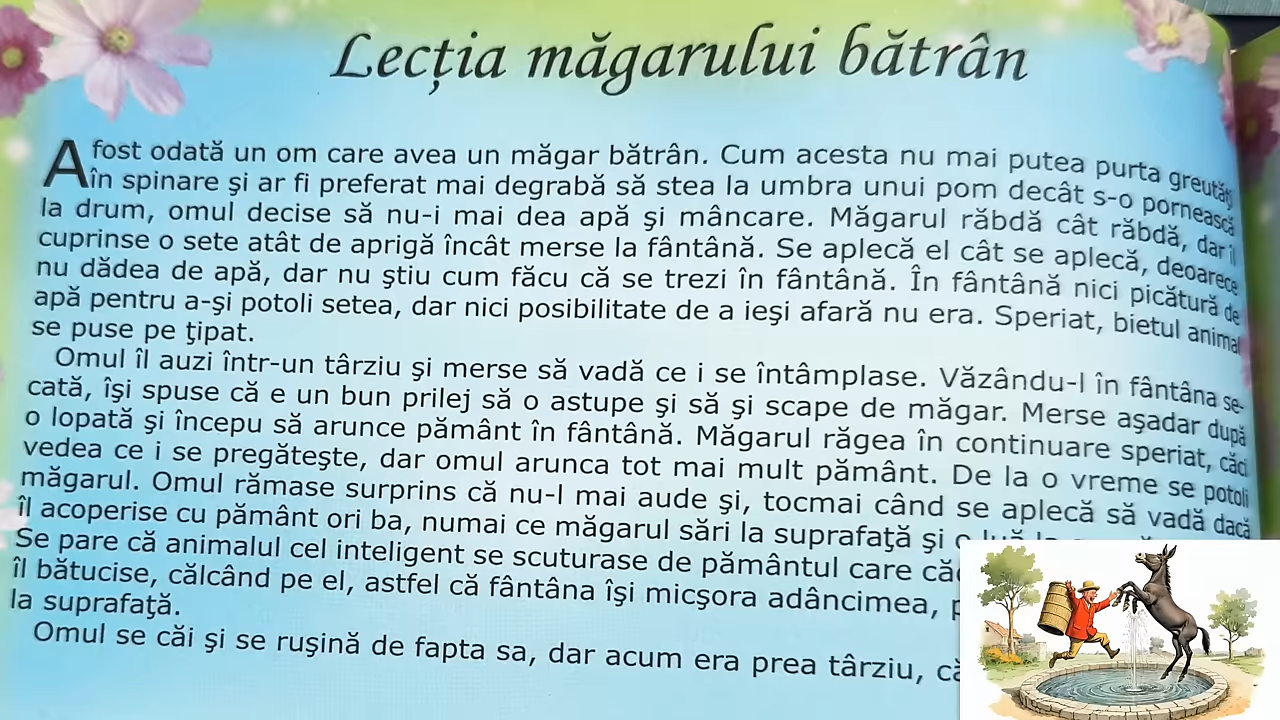 Lecția măgarului bătrân
A fost odată un om care avea un măgar bătrân. Cum acesta nu mai putea purta greutăţi
în spinare şi ar fi preferat mai degrabă să stea la umbra unui pom decât s-o pornească
la drum, omul decise să nu-i mai dea apă şi mâncare. Măgarul răbdă cât răbdă, dar îl
cuprinse o sete atât de aprigă încât merse la fântână. Se aplecă el cât se aplecă, deoarece
nu dădea de apă, dar nu ştiu cum făcu că se trezi în fântână. În fântână nici picătură de
apă pentru a-şi potoli setea, dar nici posibilitate de a ieşi afară nu era. Speriat, bietul animal
se puse pe ţipat.
Omul îl auzi într-un târziu şi merse să vadă ce i se întâmplase. Văzându-l în fântâna se-
cată, îşi spuse că e un bun prilej să o astupe şi să şi scape de măgar. Merse aşadar după
o lopată şi începu să arunce pământ în fântână. Măgarul răgea în continuare speriat, căci
vedea ce i se pregăteşte, dar omul arunca tot mai mult pământ. De la o vreme se potoli
măgarul. Omul rămase surprins că nu-l mai aude şi, tocmai când se aplecă să vadă dacă
îl acoperise cu pământ ori ba, numai ce măgarul sări la suprafaţă şi o luă la
Se pare că animalul cel inteligent se scuturase de pământul care
îl bătucise, călcând pe el, astfel că fântâna îşi micşora adâncimea,
la suprafaţă.
Omul se căi şi se ruşină de fapta sa, dar acum era prea târziu,